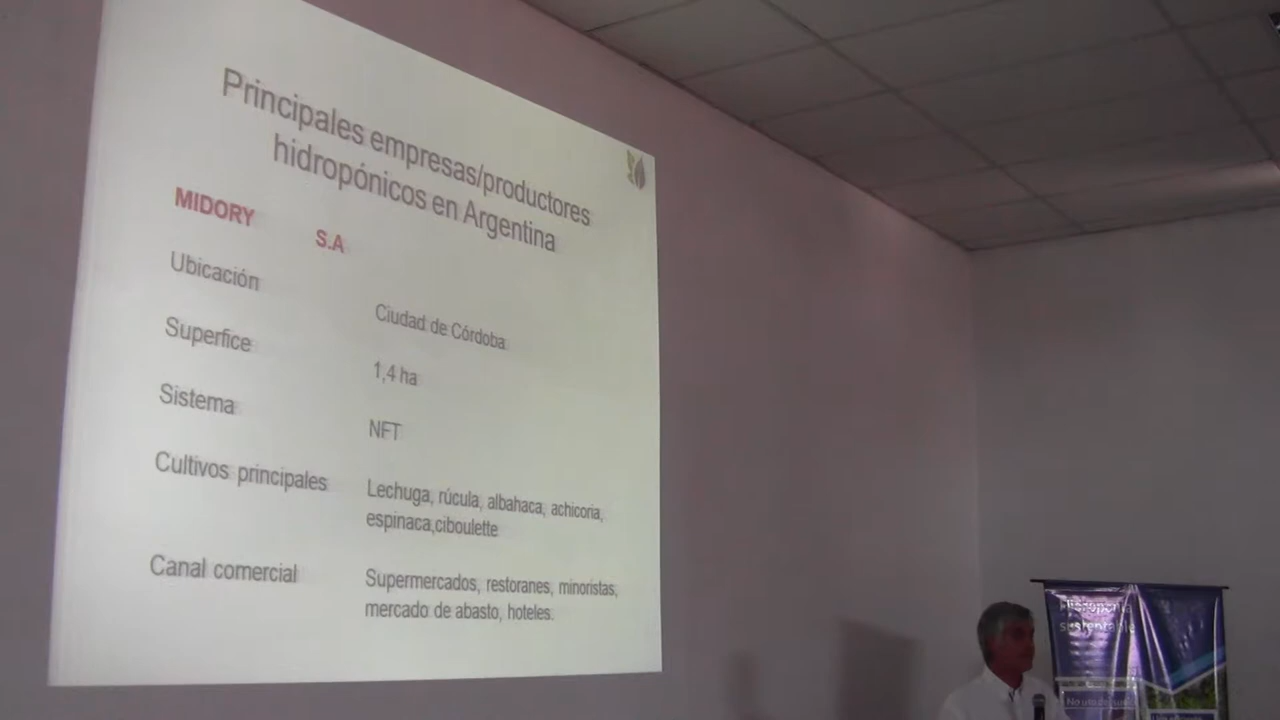 Principales empresas/productores
hidropónicos en Argentina
MIDORY S.A
Ubicación
Ciudad de Córdoba
Superfice
1,4 ha
Sistema
NFT
Cultivos principales
Lechuga, rúcula, albahaca, achicoria,
espinaca,ciboulette
Canal comercial
Supermercados, restoranes, minoristas,
mercado de abasto, hoteles.
sustentable